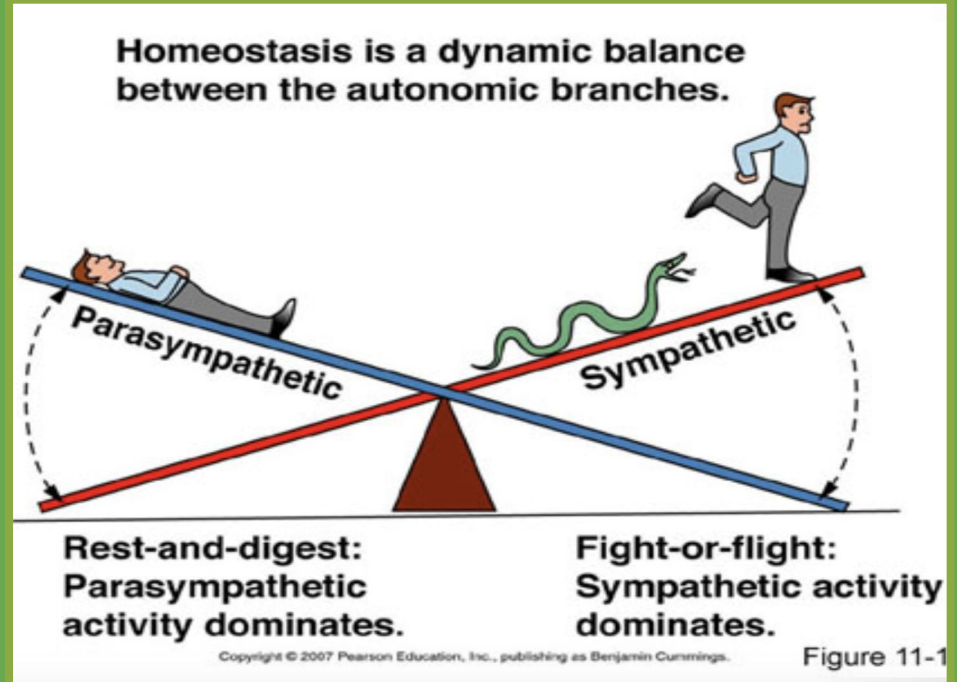 Homeostasis is a dynamic balance
between the autonomic branches.
Parasympathetic
Sympathetic
Rest-and-digest:
Parasympathetic
activity dominates.
Fight-or-flight:
Sympathetic activity
dominates.
Copyright © 2007 Pearson Education, Inc., publishing as Benjamin Cummings.
Figure 11-1